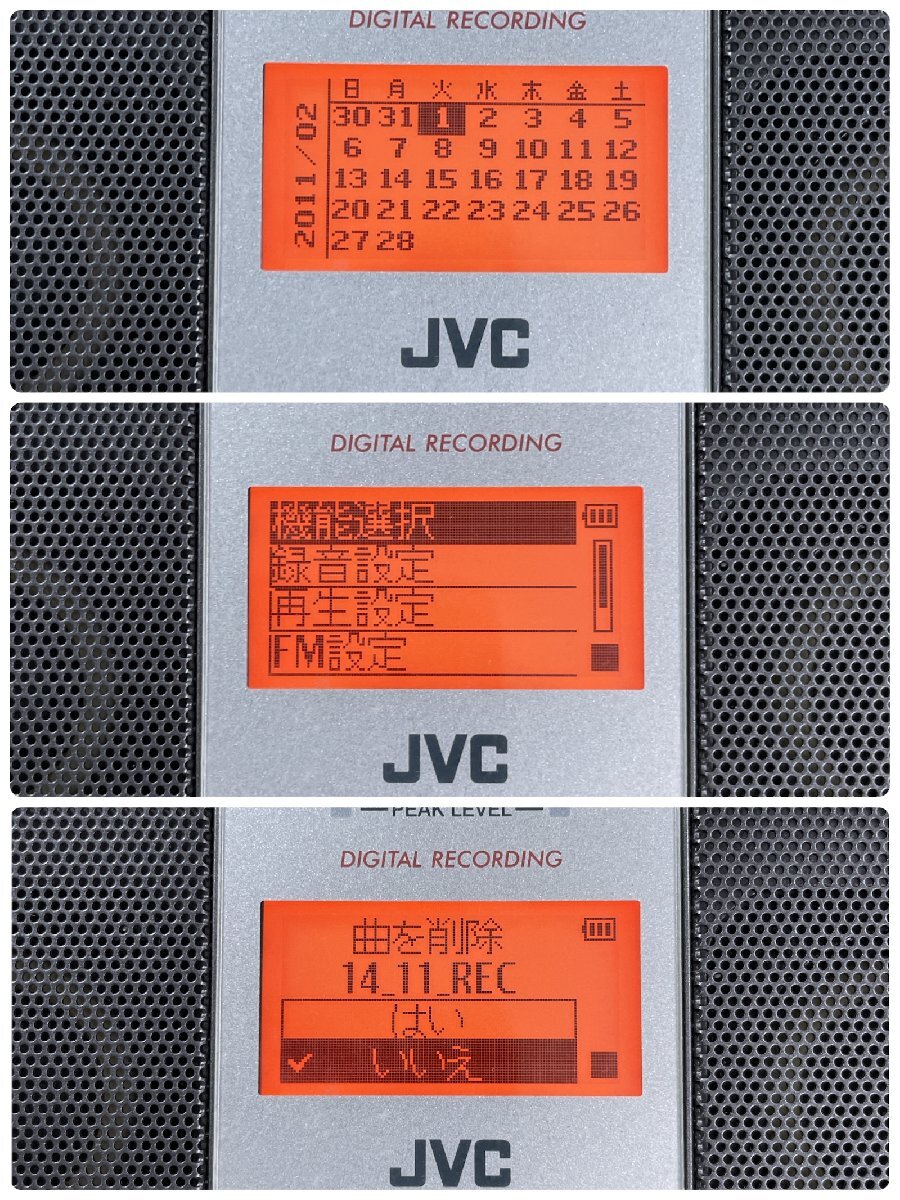 DIGITAL RECORDING
2011/02
日 月 火 水 木 金 土
30 31 1 2 3 4 5
6 7 8 9 10 11 12
13 14 15 16 17 18 19
20 21 22 23 24 25 26
27 28
JVC
DIGITAL RECORDING
機能選択
録音設定
再生設定
FM設定
JVC
PEAK LEVEL
DIGITAL RECORDING
曲を削除
14_11_REC
はい
いいえ
JVC